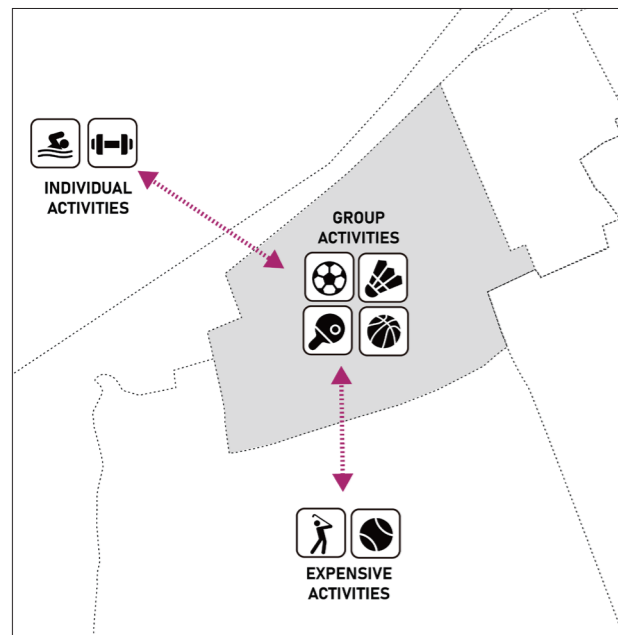 INDIVIDUAL
ACTIVITIES
GROUP
ACTIVITIES
EXPENSIVE
ACTIVITIES